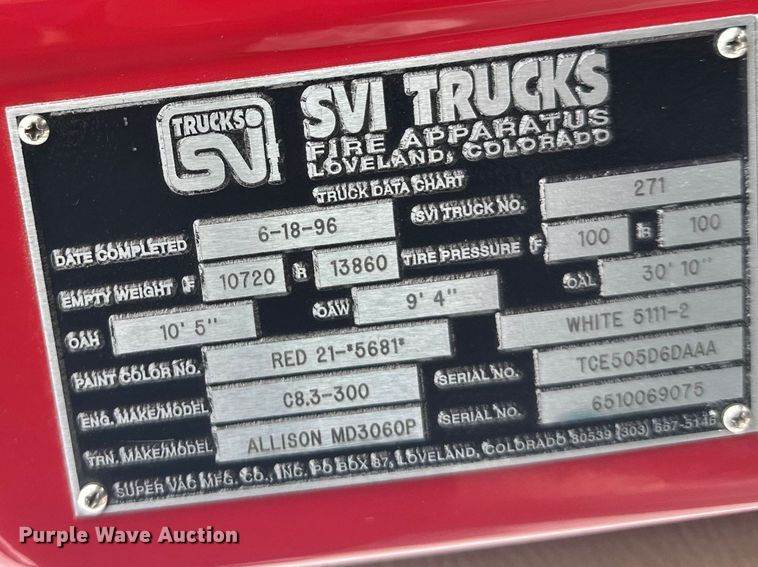 TRUCKS
SVI
SVI TRUCKS
FIRE APPARATUS
LOVELAND, COLORADO
TRUCK DATA CHART
DATE COMPLETED 6-18-96 SVI TRUCK NO. 271
EMPTY WEIGHT F 10720 R 13860 TIRE PRESSURE F 100 R 100
OAH 10' 5" OAW 9' 4" OAL 30' 10"
PAINT COLOR NO. RED 21-"5681" WHITE 5111-2
ENG. MAKE/MODEL C8.3-300 SERIAL NO. TCE505D6DAAA
TRN. MAKE/MODEL ALLISON MD3060P SERIAL NO. 6510069075
SUPER VAC MFG. CO., INC. PO BOX 87, LOVELAND, COLORADO 80539 (303)
Purple Wave Auction